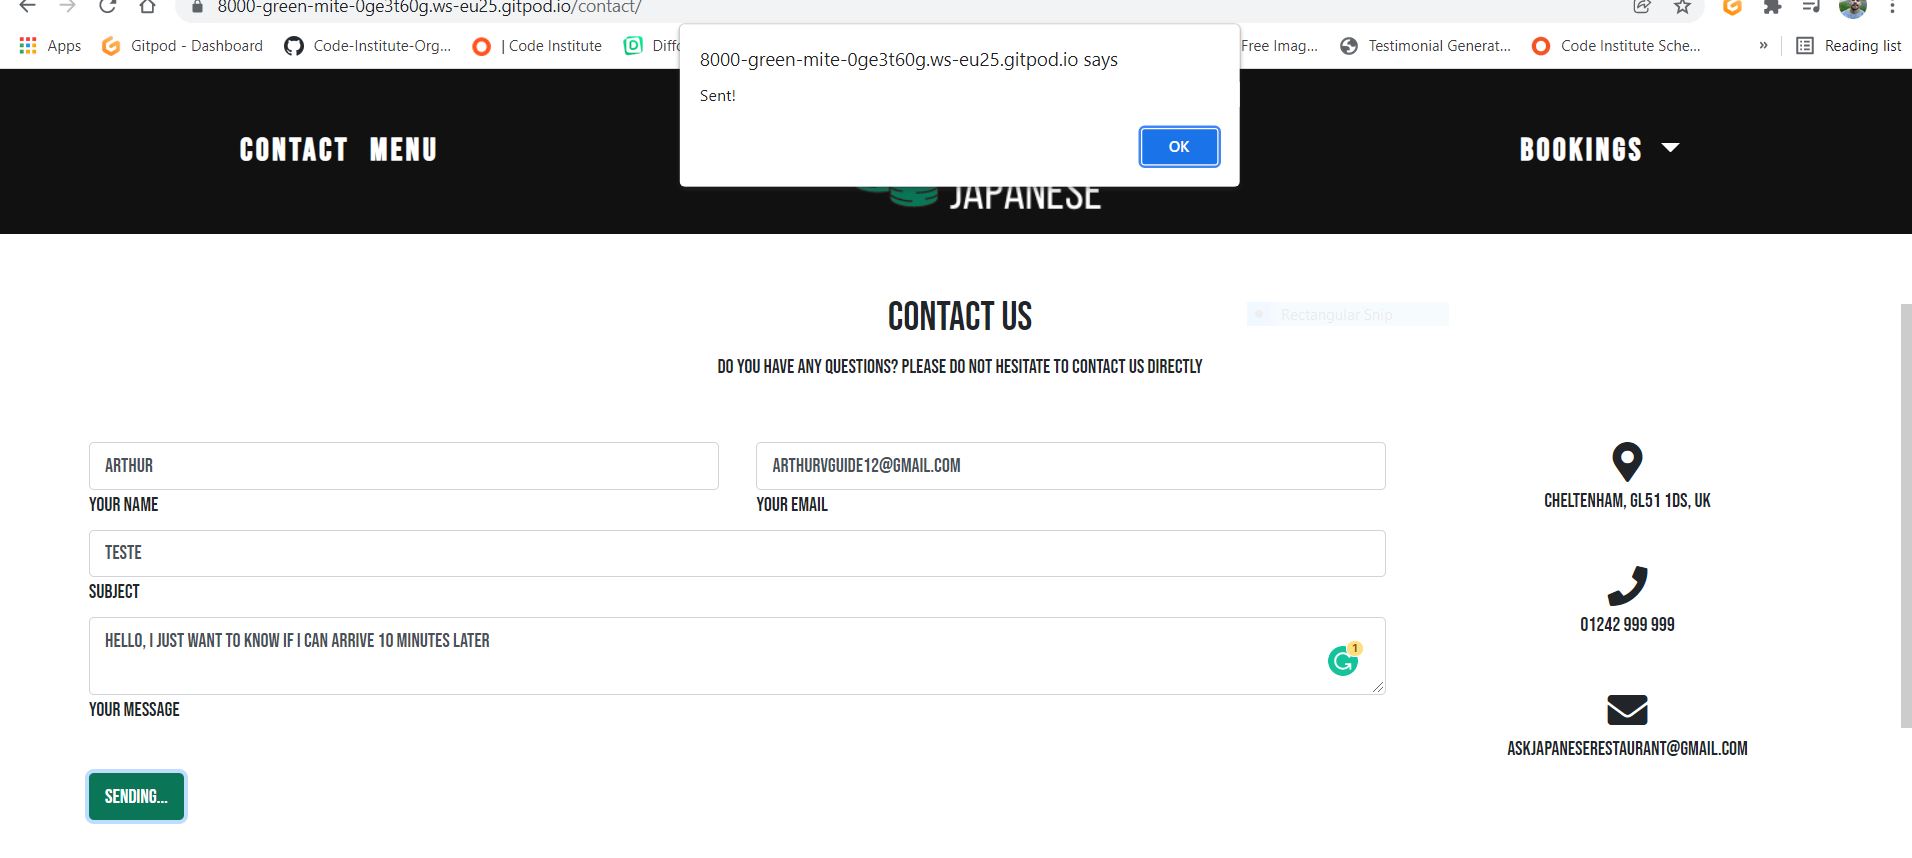 8000-green-mite-0ge3t60g.ws-eu25.gitpod.io/contact/
Apps Gitpod - Dashboard Code-Institute-Org... | Code Institute Free Imag... Testimonial Generat... Code Institute Sche... » Reading list
8000-green-mite-0ge3t60g.ws-eu25.gitpod.io says
Sent!
OK
CONTACT MENU
BOOKINGS
JAPANESE
CONTACT US
Rectangular Snip
DO YOU HAVE ANY QUESTIONS? PLEASE DO NOT HESITATE TO CONTACT US DIRECTLY
ARTHUR
YOUR NAME
ARTHURVGUIDE12@GMAIL.COM
YOUR EMAIL
TESTE
SUBJECT
HELLO, I JUST WANT TO KNOW IF I CAN ARRIVE 10 MINUTES LATER
1
YOUR MESSAGE
SENDING...
CHELTENHAM, GL51 1DS, UK
01242 999 999
ASKJAPANESERESTAURANT@GMAIL.COM